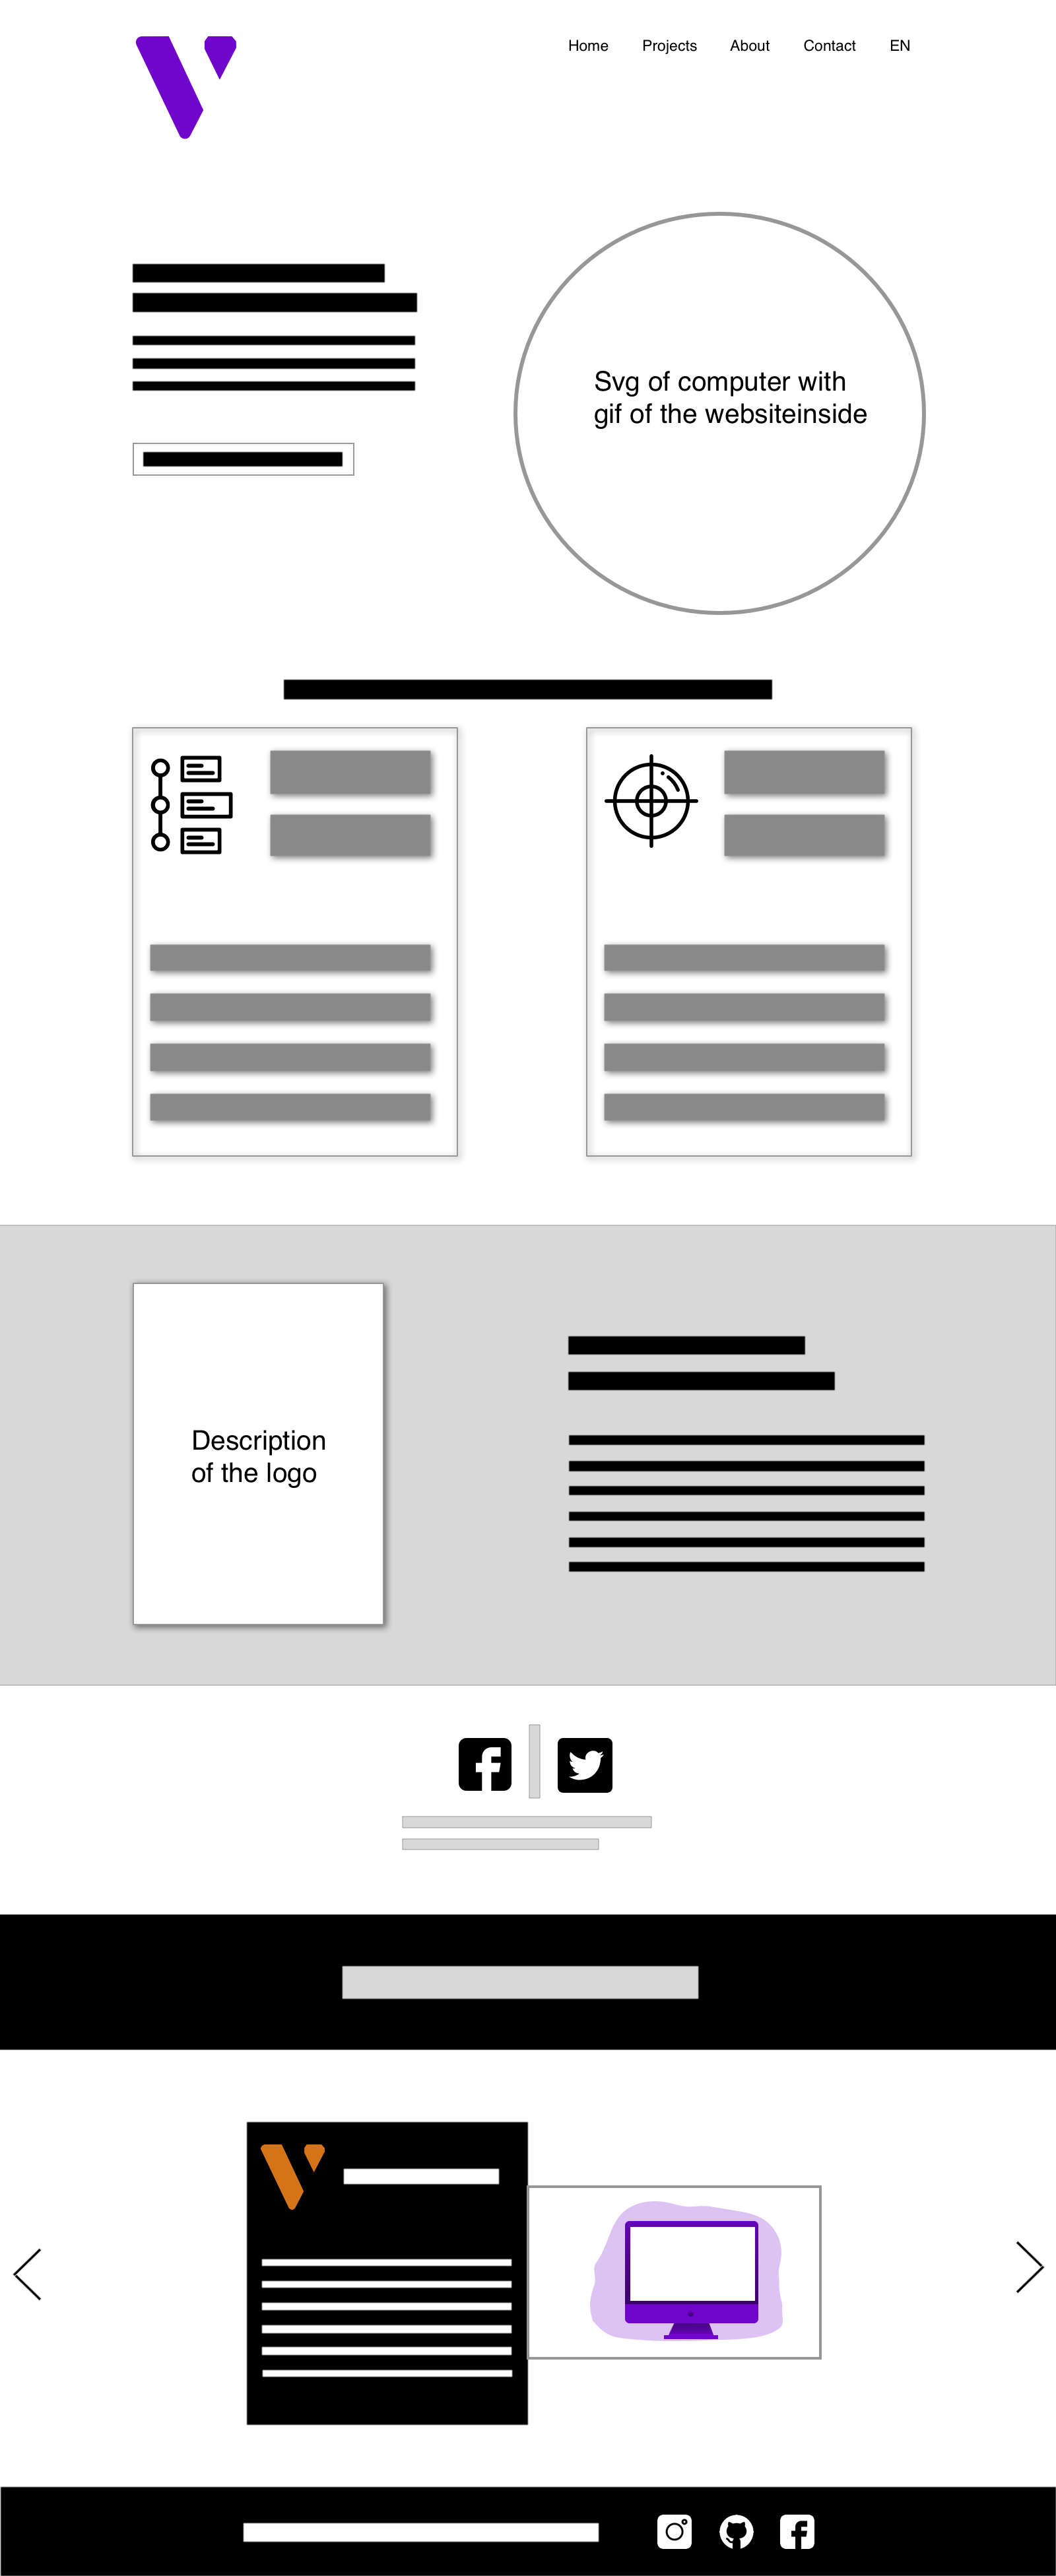 Home Projects About Contact EN
Svg of computer with
gif of the websiteinside
Description
of the logo